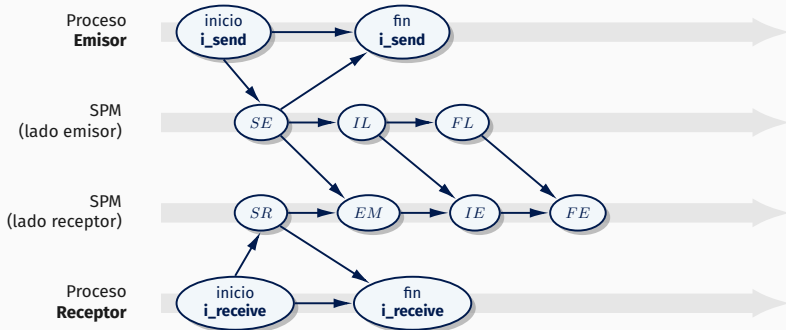 Proceso
Emisor
inicio
i_send
fin
i_send
SPM
(lado emisor)
SE
IL
FL
SPM
(lado receptor)
SR
EM
IE
FE
Proceso
Receptor
inicio
i_receive
fin
i_receive